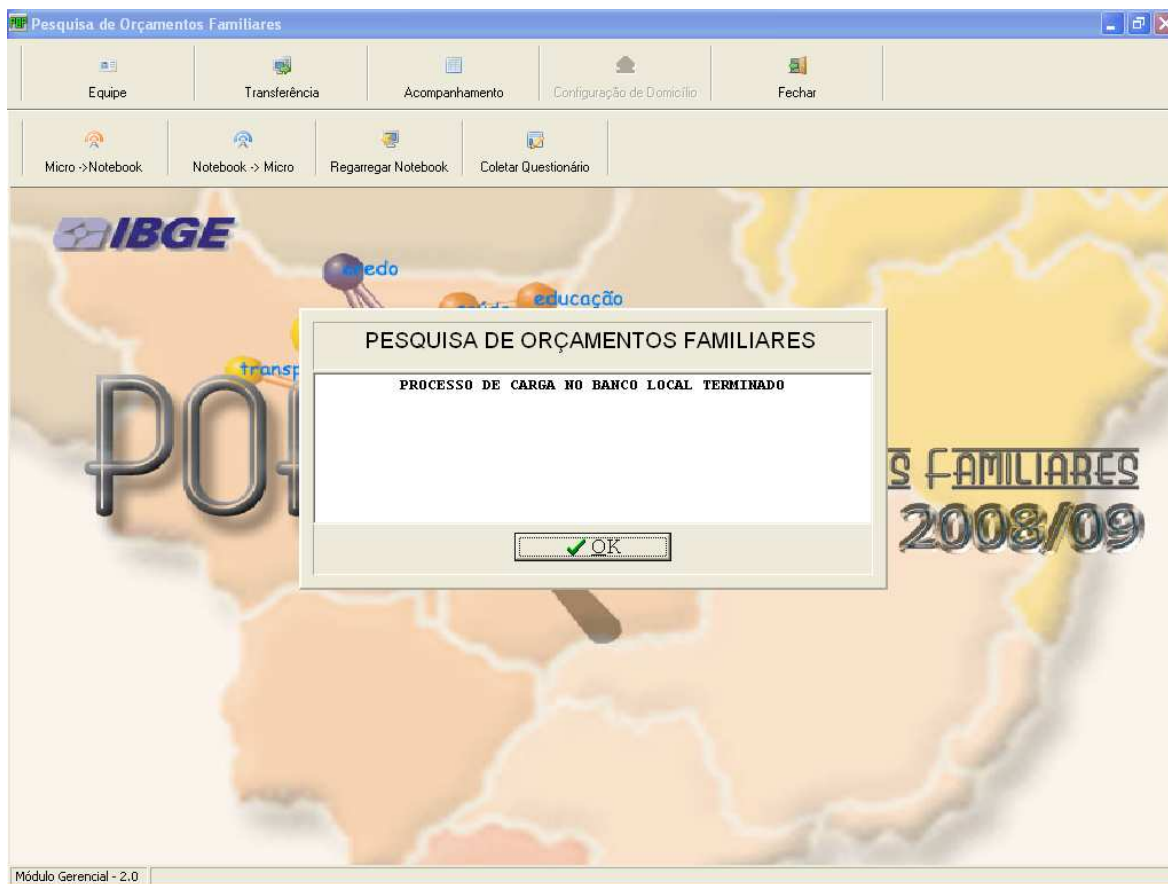 Pesquisa de Orçamentos Familiares
Equipe
Transferência
Acompanhamento
Configuração de Domicílio
Fechar
Micro ->Notebook
Notebook -> Micro
Regarregar Notebook
Coletar Questionário
IBGE
educação
transp
PESQUISA DE ORÇAMENTOS FAMILIARES
PROCESSO DE CARGA NO BANCO LOCAL TERMINADO
OK
POF
S FAMILIARES
2008/09
Módulo Gerencial - 2.0